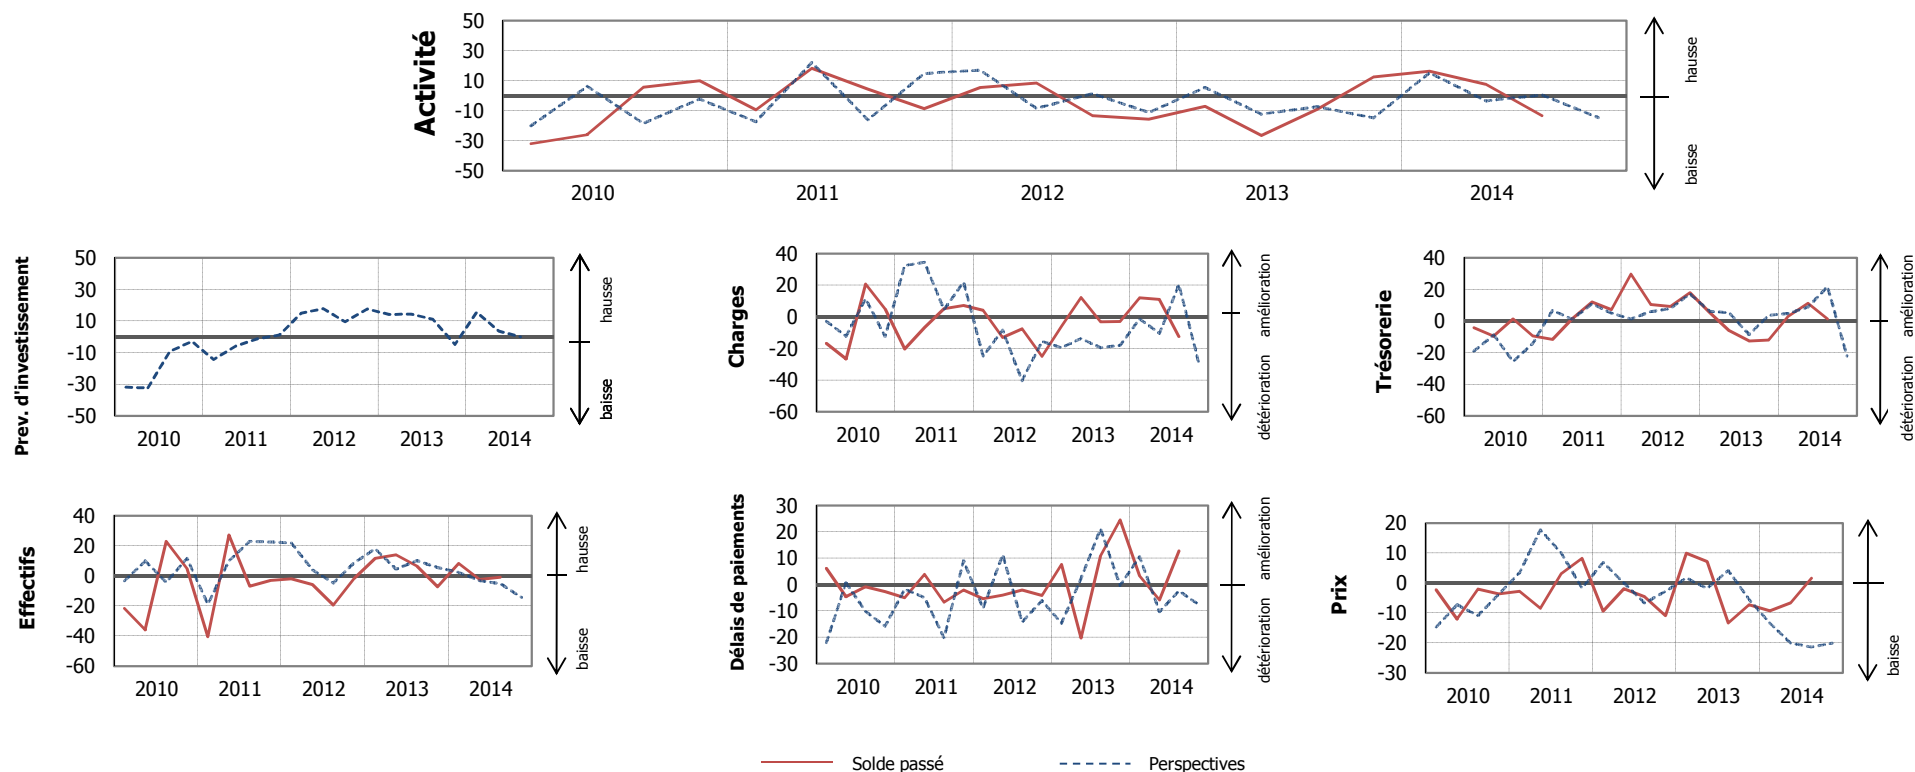 Activité
50
30
10
-10
-30
-50
2010 2011 2012 2013 2014
hausse
baisse
Prev. d'investissement
50
30
10
-10
-30
-50
2010 2011 2012 2013 2014
hausse
baisse
Charges
40
20
0
-20
-40
-60
2010 2011 2012 2013 2014
amélioration
détérioration
Trésorerie
40
20
0
-20
-40
-60
2010 2011 2012 2013 2014
amélioration
détérioration
Effectifs
40
20
0
-20
-40
-60
2010 2011 2012 2013 2014
hausse
baisse
Délais de paiements
30
20
10
0
-10
-20
-30
2010 2011 2012 2013 2014
amélioration
détérioration
Prix
20
10
0
-10
-20
-30
2010 2011 2012 2013 2014
baisse
Solde passé Perspectives